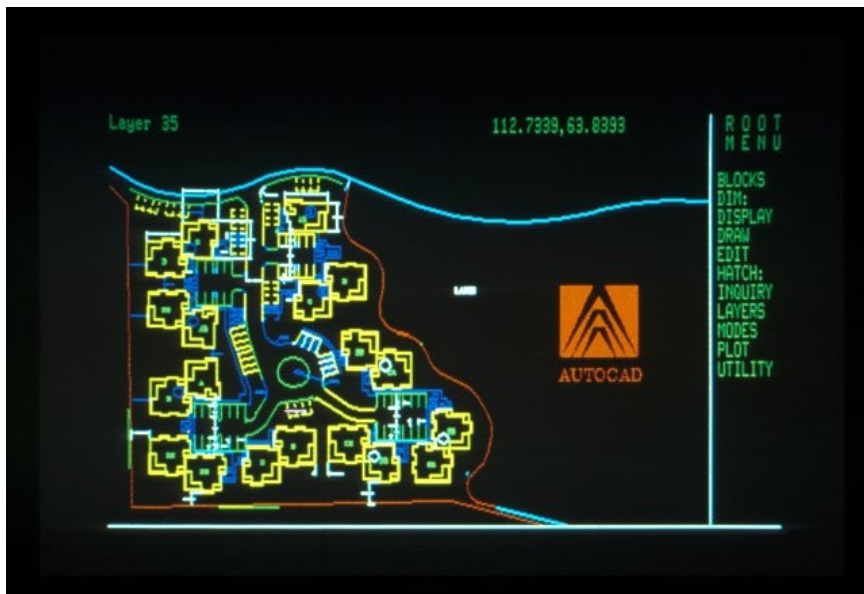 Layer 35
112.7339,63.8393
ROOT
MENU
BLOCKS
DIM:
DISPLAY
DRAW
EDIT
HATCH:
INQUIRY
LAYERS
MODES
PLOT
UTILITY
LAKE
AUTOCAD